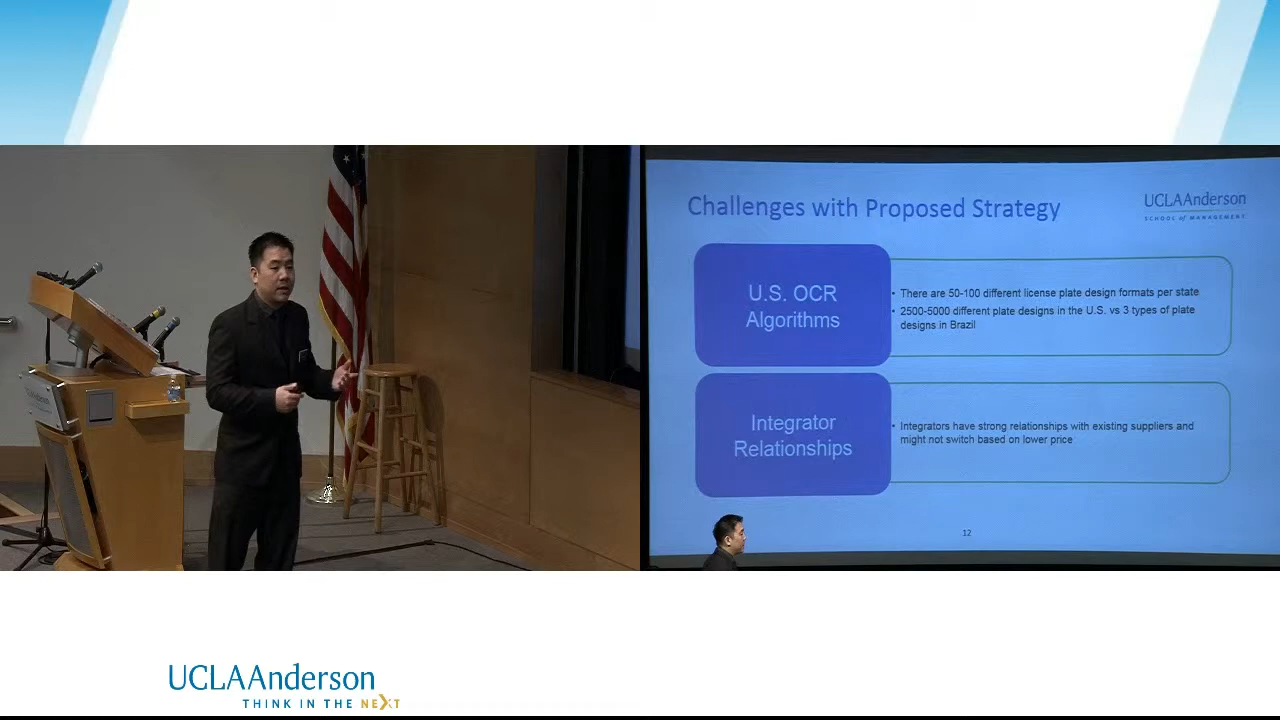 Challenges with Proposed Strategy
UCLAAnderson
SCHOOL of MANAGEMENT
U.S. OCR
Algorithms
• There are 50-100 different license plate design formats per state
• 2500-5000 different plate designs in the U.S. vs 3 types of plate
designs in Brazil
Integrator
Relationships
• Integrators have strong relationships with existing suppliers and
might not switch based on lower price
12
UCLAAnderson
THINK IN THE NEXT